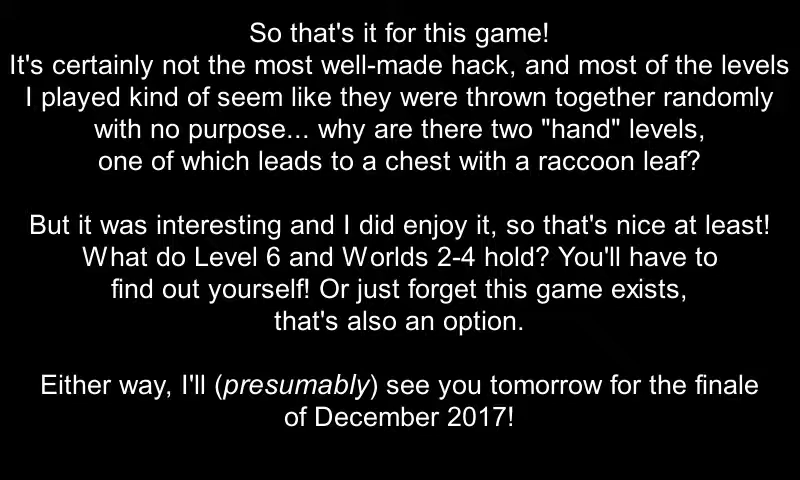 So that's it for this game!
It's certainly not the most well-made hack, and most of the levels
I played kind of seem like they were thrown together randomly
with no purpose... why are there two "hand" levels,
one of which leads to a chest with a raccoon leaf?
But it was interesting and I did enjoy it, so that's nice at least!
What do Level 6 and Worlds 2-4 hold? You'll have to
find out yourself! Or just forget this game exists,
that's also an option.
Either way, I'll (presumably) see you tomorrow for the finale
of December 2017!